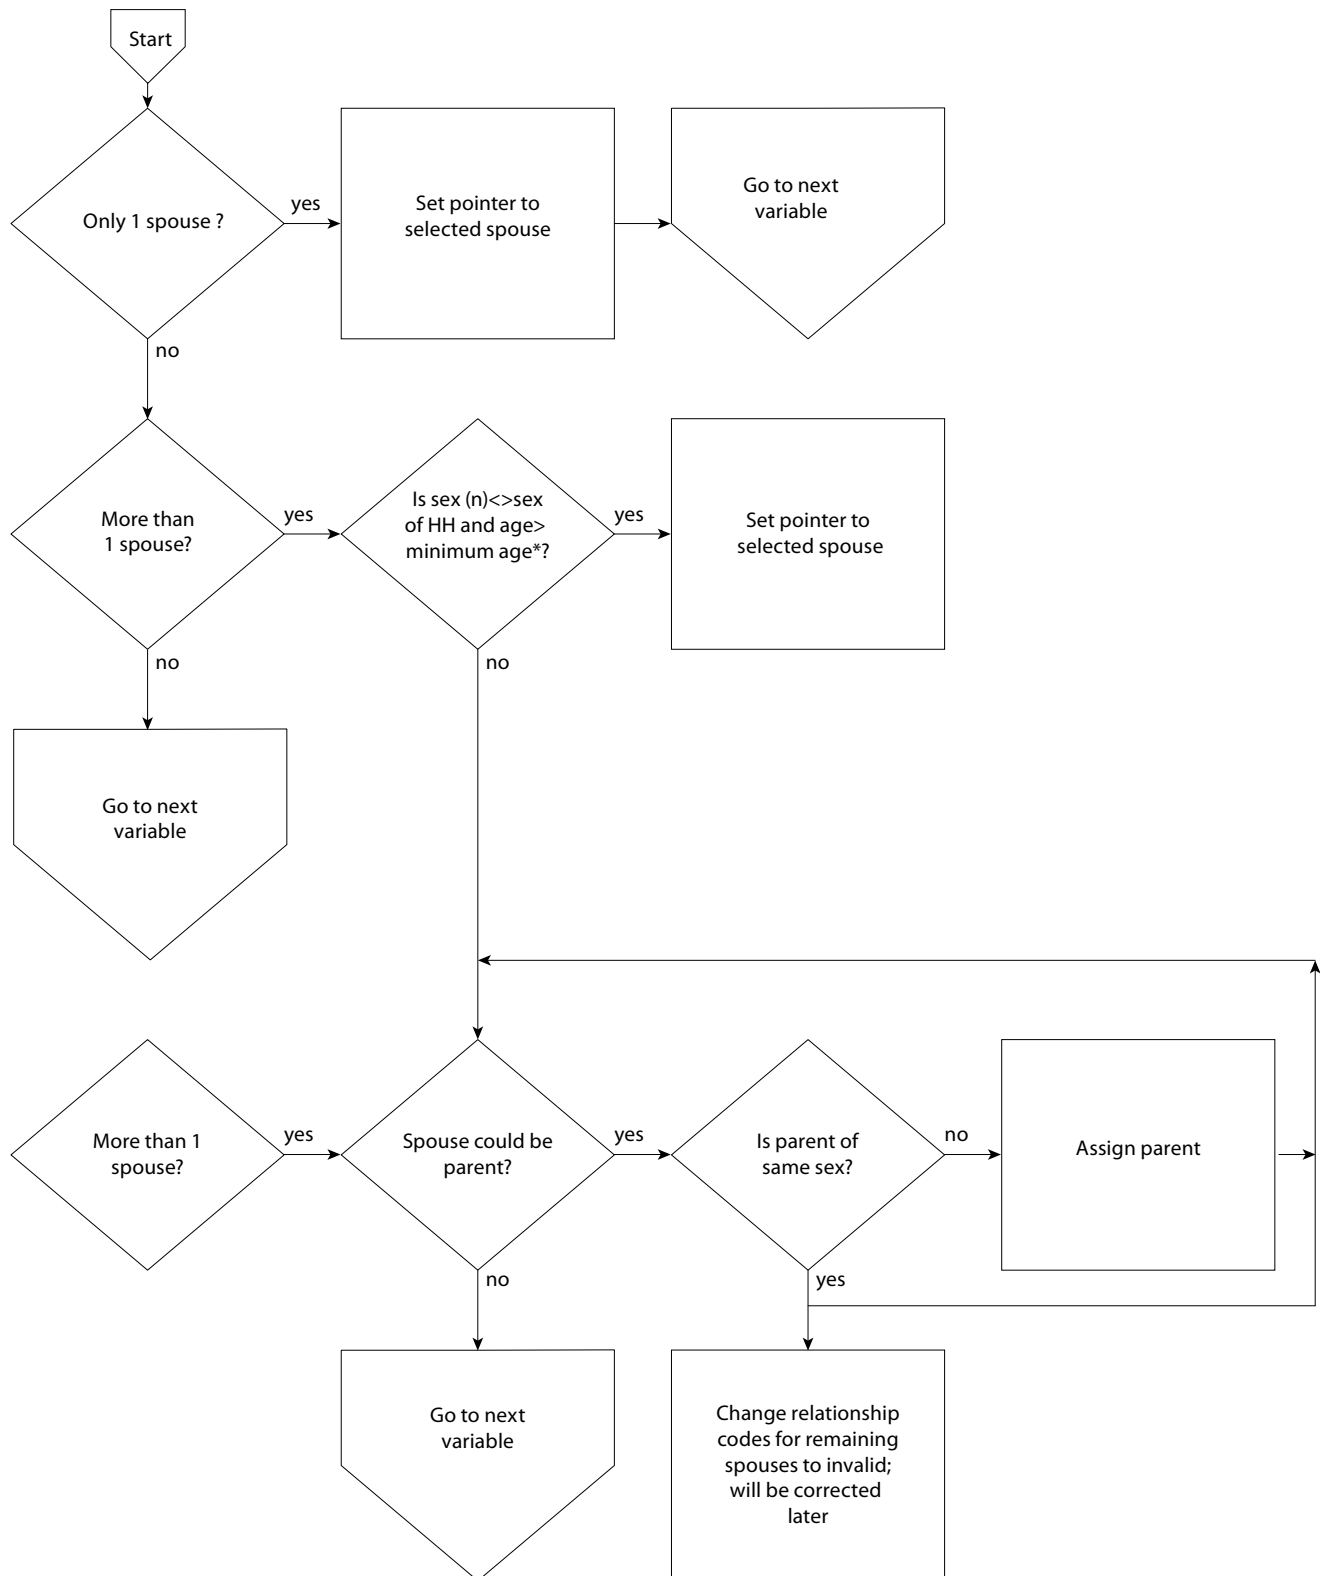 Start
Only 1 spouse ?
yes
Set pointer to
selected spouse
Go to next
variable
no
More than
1 spouse?
yes
Is sex (n)<>sex
of HH and age>
minimum age*?
yes
Set pointer to
selected spouse
no
no
Go to next
variable
More than 1
spouse?
yes
Spouse could be
parent?
yes
Is parent of
same sex?
no
Assign parent
no
yes
Go to next
variable
Change relationship
codes for remaining
spouses to invalid;
will be corrected
later